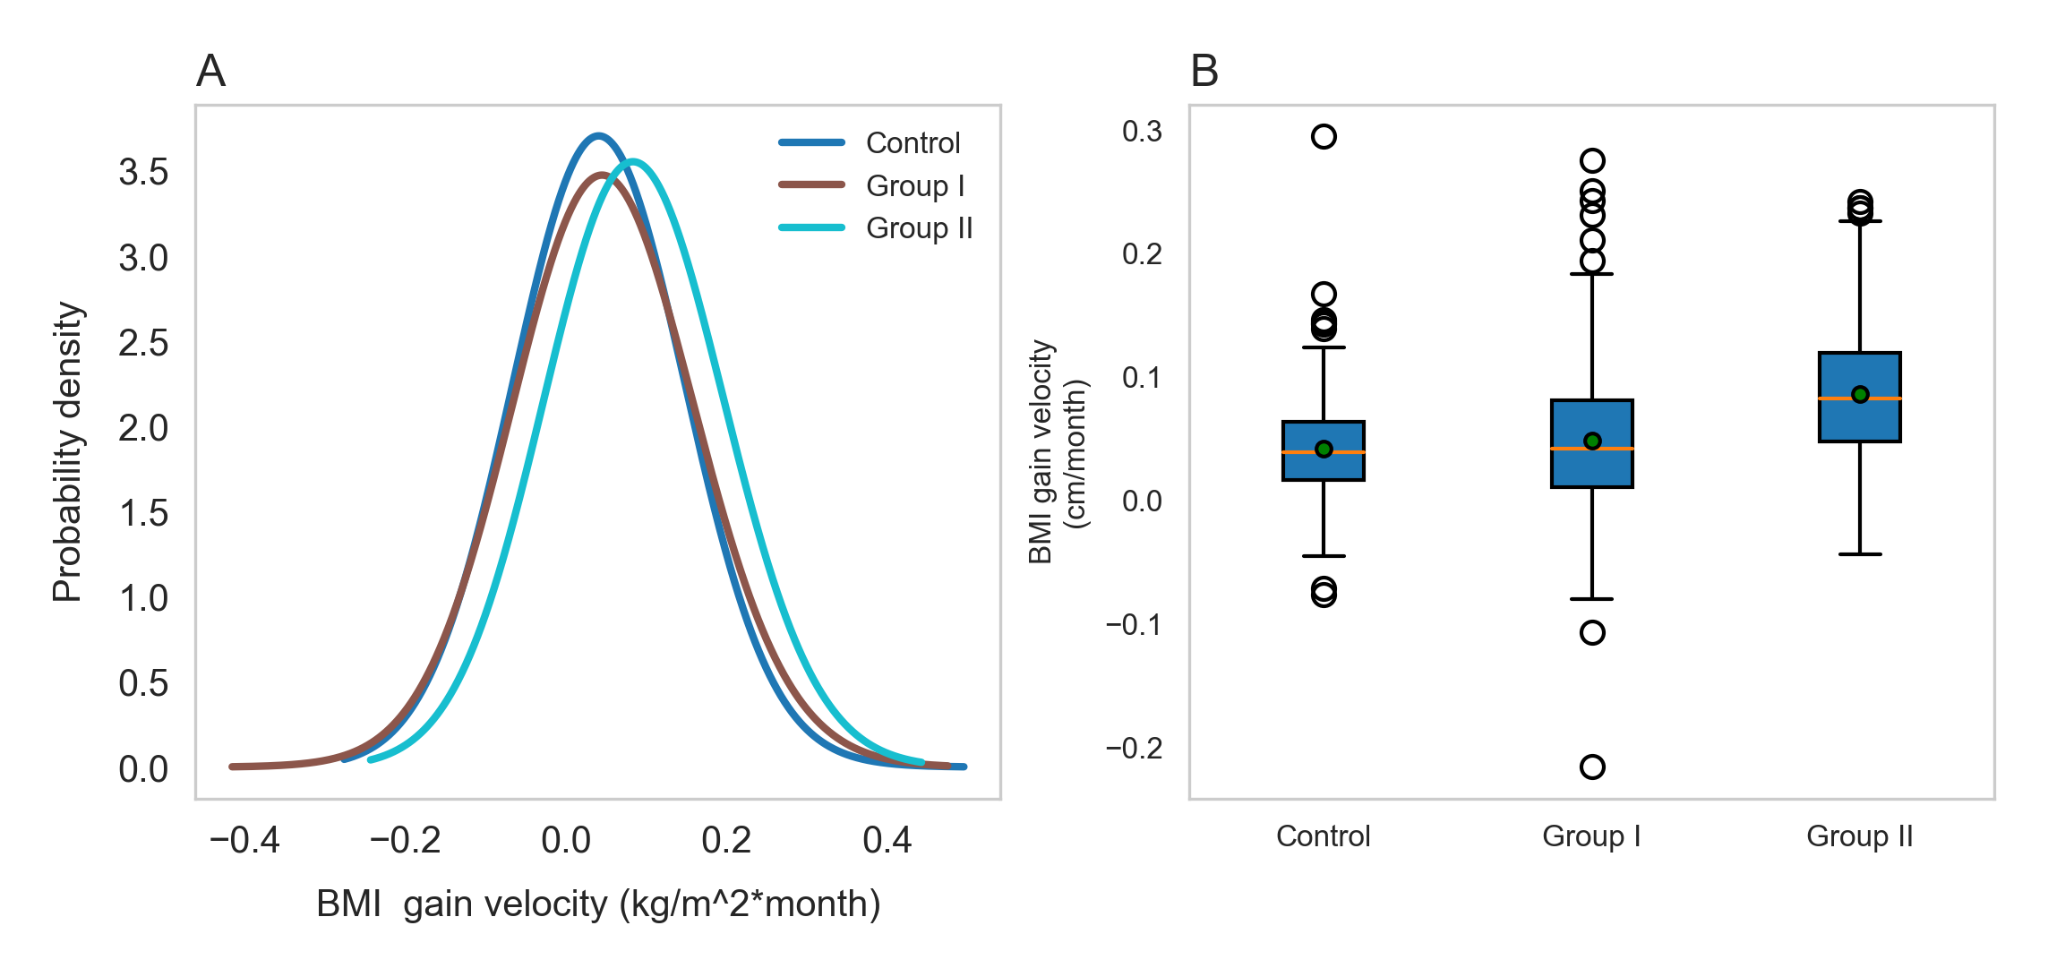 A
3.5
3.0
2.5
2.0
1.5
1.0
0.5
0.0
Probability density
−0.4 −0.2 0.0 0.2 0.4
BMI  gain velocity (kg/m^2*month)
Control
Group I
Group II
B
0.3
0.2
0.1
0.0
−0.1
−0.2
BMI gain velocity
(cm/month)
Control Group I Group II